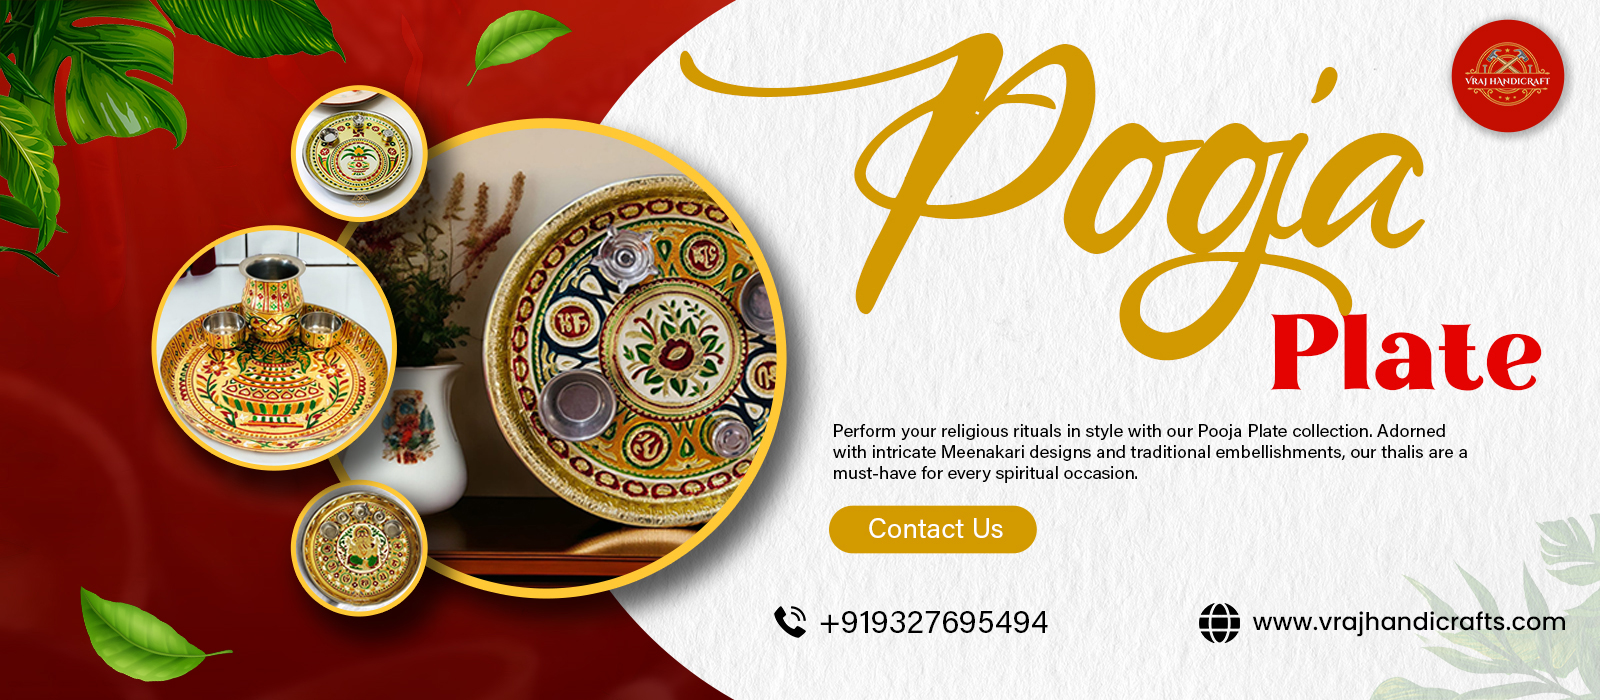 VRAJ HANDICRAFT
Pooja
Plate
Perform your religious rituals in style with our Pooja Plate collection. Adorned
with intricate Meenakari designs and traditional embellishments, our thalis are a
must-have for every spiritual occasion.
Contact Us
+919327695494
www.vrajhandicrafts.com